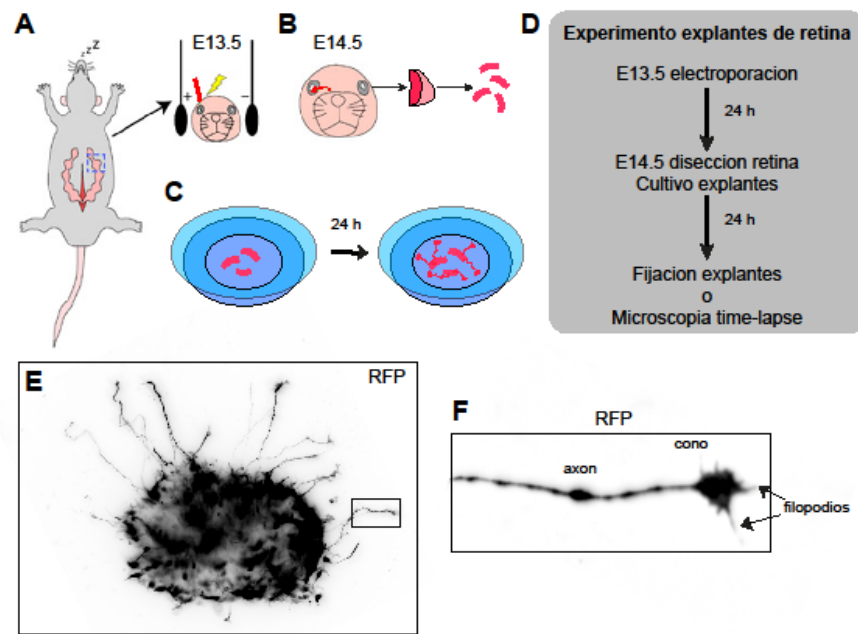 A
z z z Z
E13.5
+
−
B
E14.5
C
24 h
D
Experimento explantes de retina
E13.5 electroporacion
24 h
E14.5 diseccion retina
Cultivo explantes
24 h
Fijacion explantes
o
Microscopia time-lapse
E
RFP
F
RFP
cono
axon
filopodios